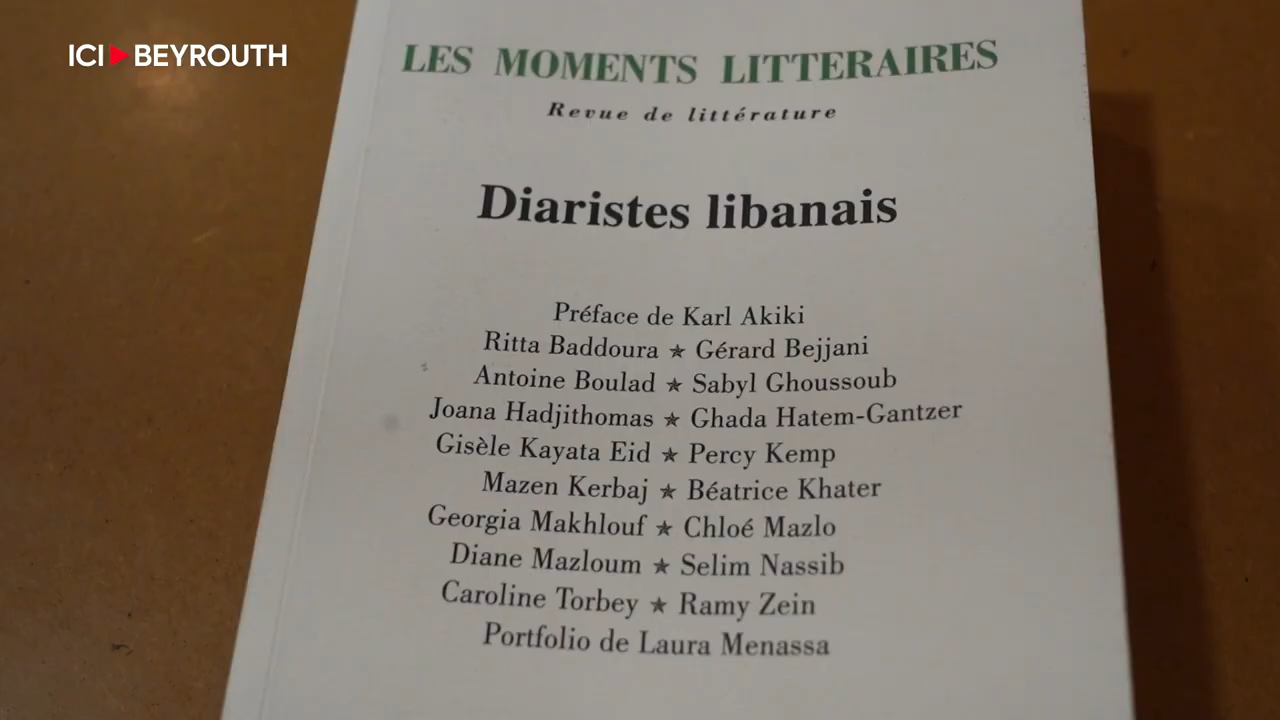 ICI BEYROUTH
LES MOMENTS LITTERAIRES
Revue de littérature
Diaristes libanais
Préface de Karl Akiki
Ritta Baddoura ★ Gérard Bejjani
Antoine Boulad ★ Sabyl Ghoussoub
Joana Hadjithomas ★ Ghada Hatem-Gantzer
Gisèle Kayata Eid ★ Percy Kemp
Mazen Kerbaj ★ Béatrice Khater
Georgia Makhlouf ★ Chloé Mazlo
Diane Mazloum ★ Selim Nassib
Caroline Torbey ★ Ramy Zein
Portfolio de Laura Menassa